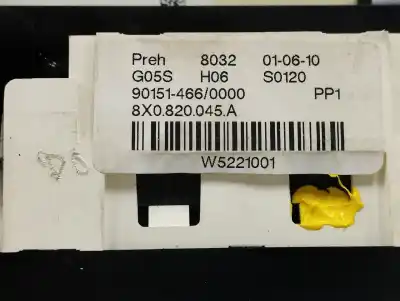 Preh 8032 01-06-10
G05S H06 S0120
90151-466/0000 PP1
8X0.820.045.A
W5221001